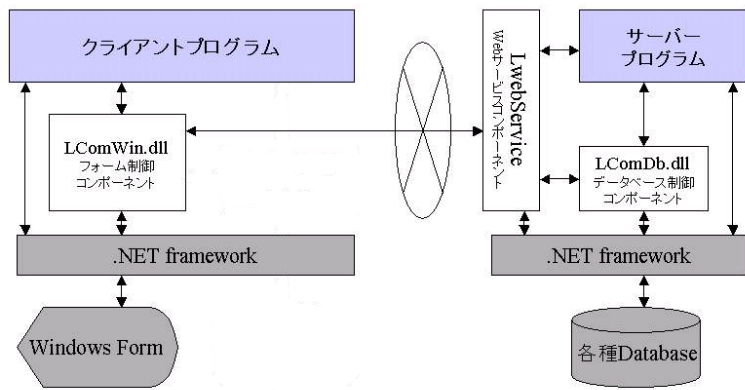 クライアントプログラム
LComWin.dll
フォーム制御
コンポーネント
.NET framework
Windows Form
LwebService
Webサービスコンポーネント
サーバー
プログラム
LComDb.dll
データベース制御
コンポーネント
.NET framework
各種Database